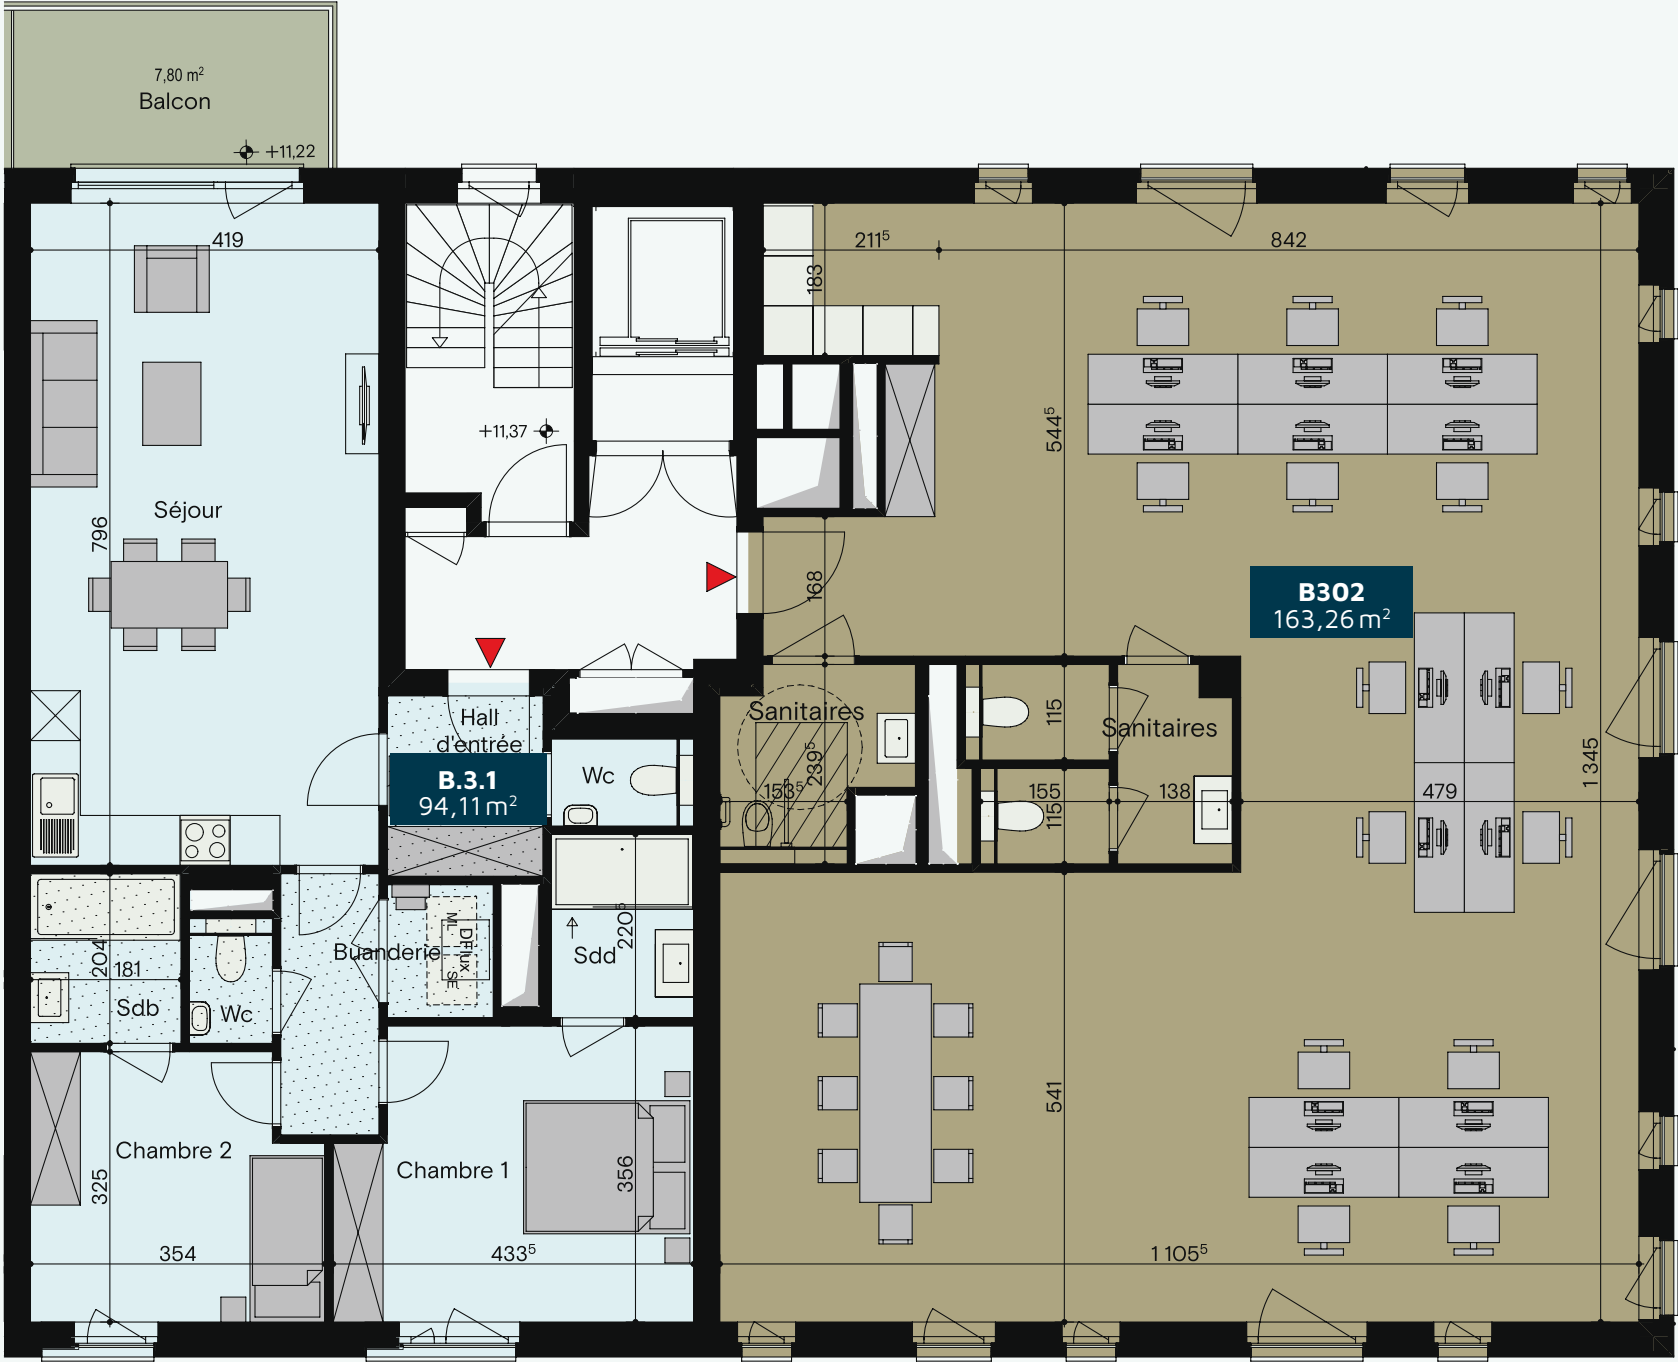 7,80 m²
Balcon
+11,22
419
211⁵
842
183
+11,37
544⁵
Séjour
796
168
B302
163,26 m²
Hall
d'entrée
Sanitaires
115
Sanitaires
B.3.1
94,11 m²
Wc
239⁵
153⁵
155
115
138
479
1 345
204
181
Sdb
Wc
Buanderie
ML
DF
lux
SE
220⁵
Sdd
541
Chambre 2
325
Chambre 1
356
354
433⁵
1 105⁵